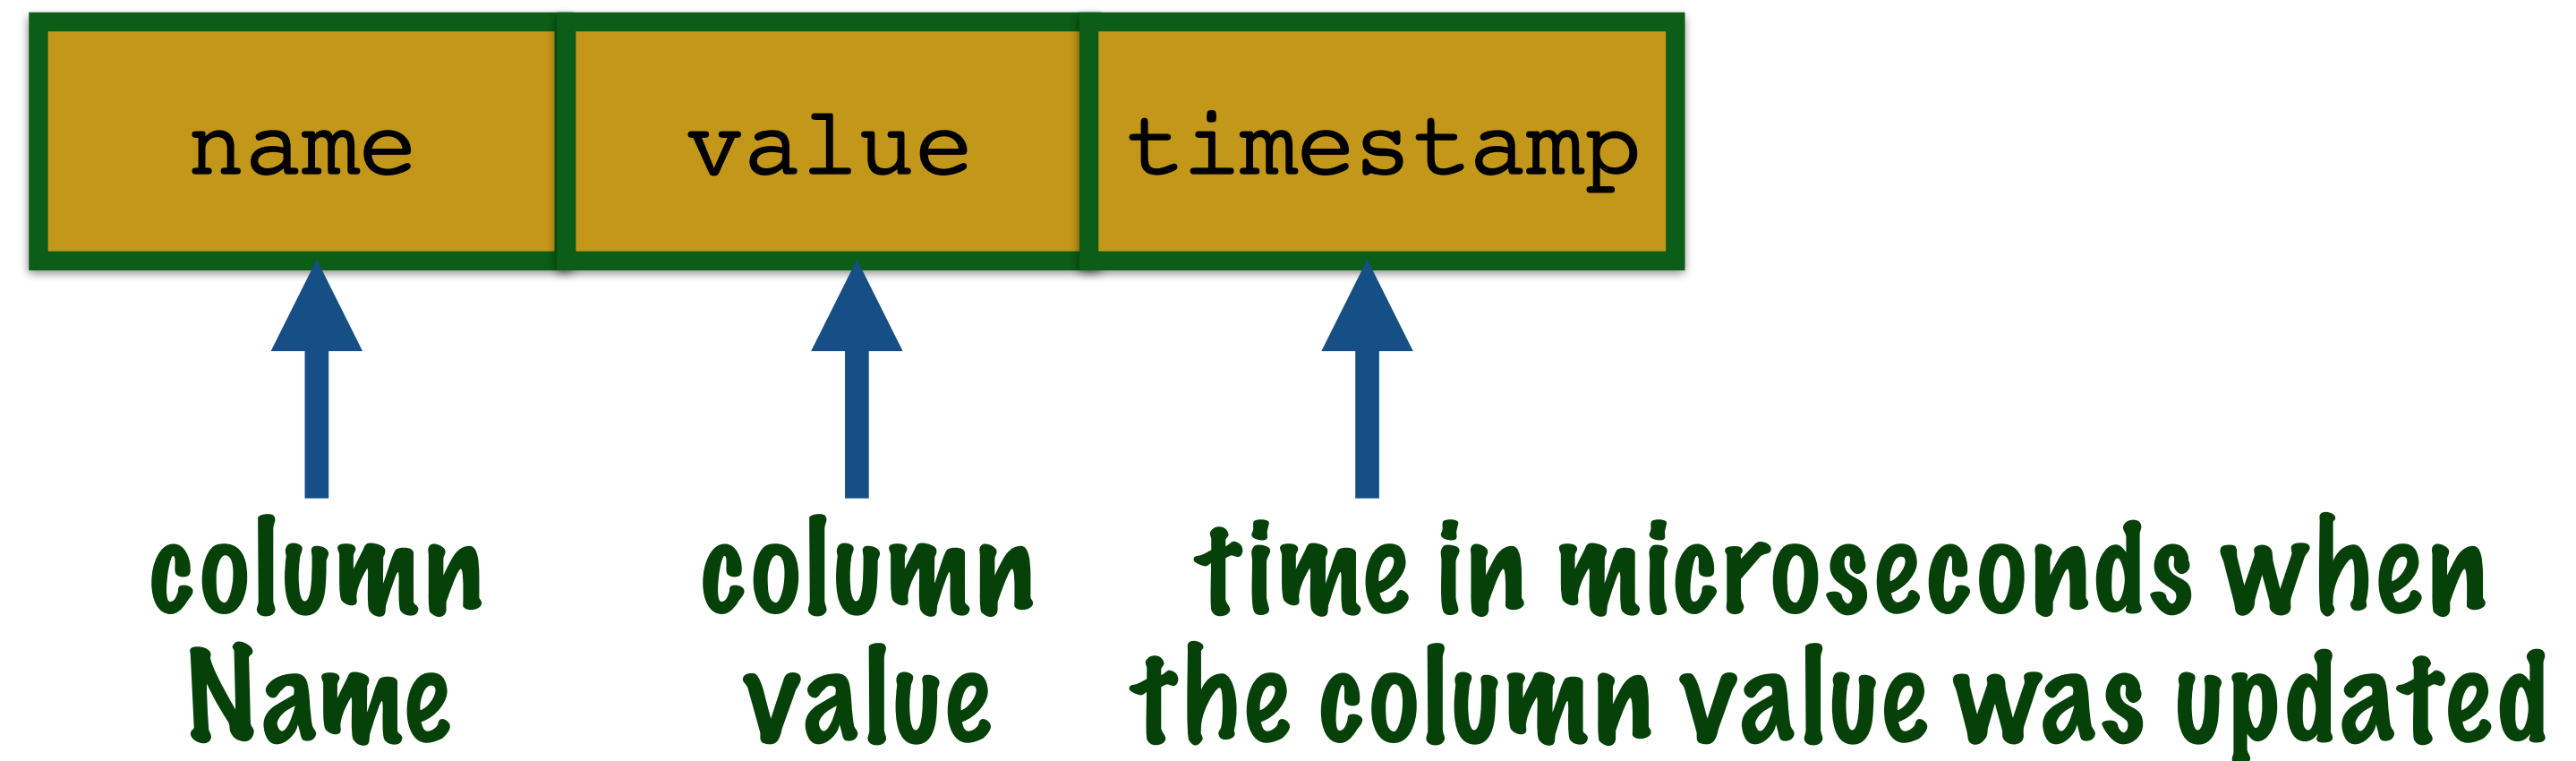 name value timestamp
column column time in microseconds when
Name value the column value was updated